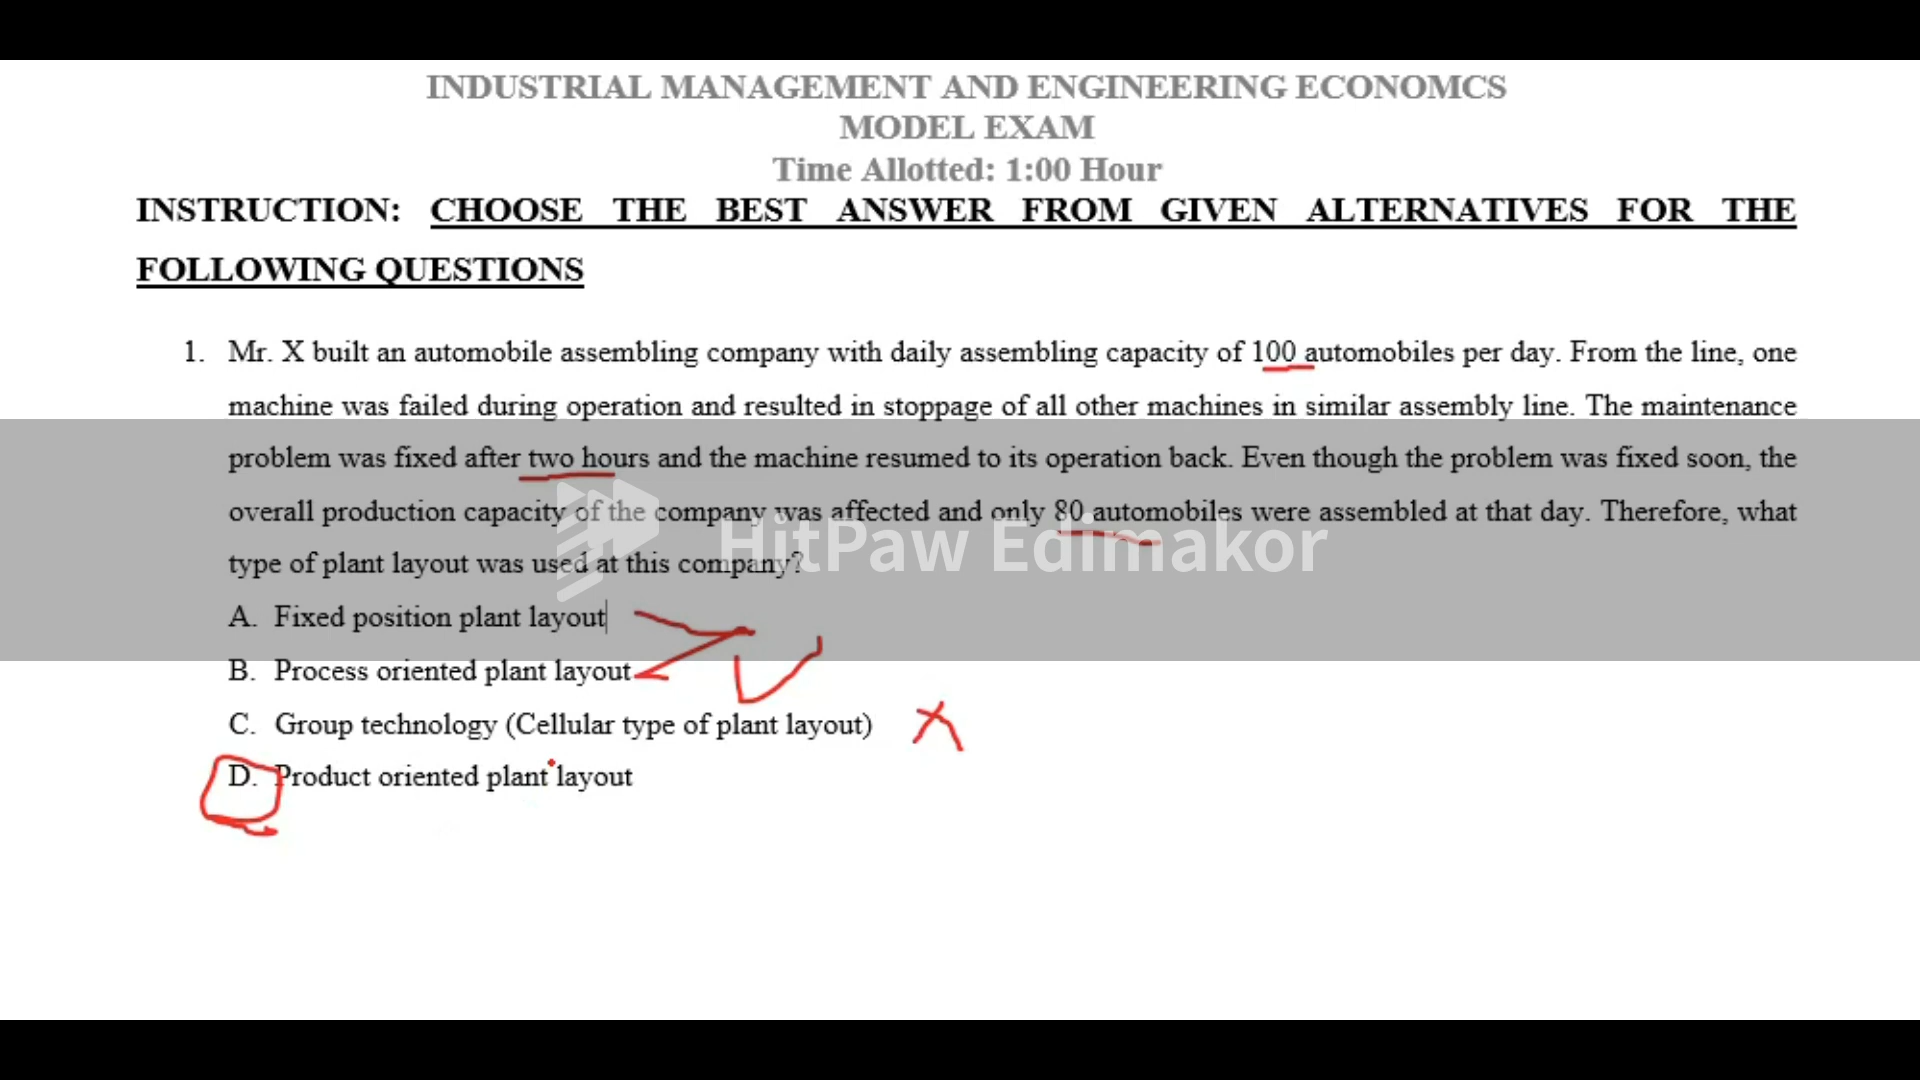 INDUSTRIAL MANAGEMENT AND ENGINEERING ECONOMCS
MODEL EXAM
Time Allotted: 1:00 Hour
INSTRUCTION: CHOOSE THE BEST ANSWER FROM GIVEN ALTERNATIVES FOR THE
FOLLOWING QUESTIONS
1. Mr. X built an automobile assembling company with daily assembling capacity of 100 automobiles per day. From the line, one
machine was failed during operation and resulted in stoppage of all other machines in similar assembly line. The maintenance
problem was fixed after two hours and the machine resumed to its operation back. Even though the problem was fixed soon, the
overall production capacity of the company was affected and only 80 automobiles were assembled at that day. Therefore, what
HitPaw Edimakor
type of plant layout was used at this company?
A. Fixed position plant layout
B. Process oriented plant layout
C. Group technology (Cellular type of plant layout)
D. Product oriented plant layout